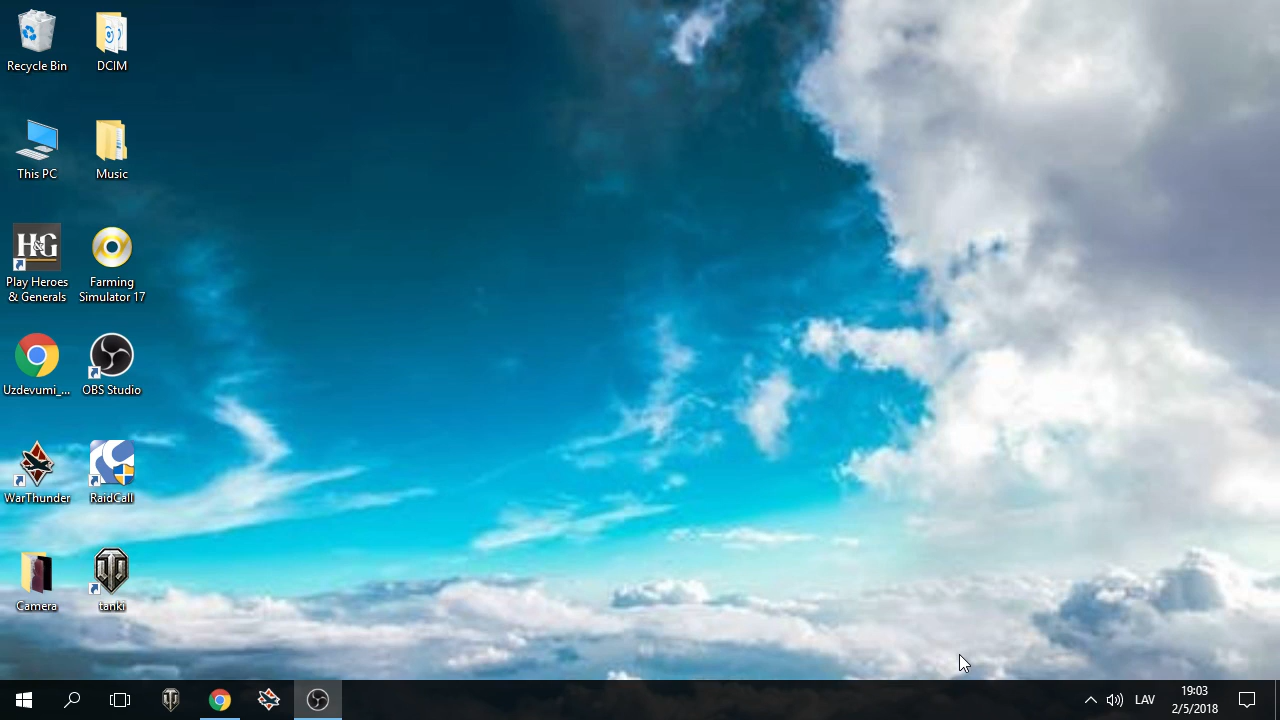 Recycle Bin
DCIM
This PC
Music
H&G
Play Heroes
& Generals
Farming
Simulator 17
Uzdevumi_...
OBS Studio
WarThunder
RaidCall
Camera
tanki
LAV
19:03
2/5/2018